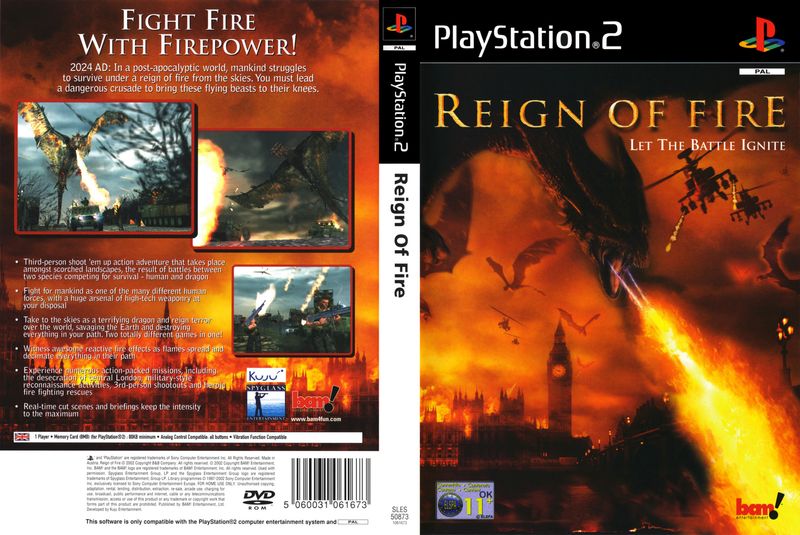 FIGHT FIRE
WITH FIREPOWER!
2024 AD: In a post-apocalyptic world, mankind struggles
to survive under a reign of fire from the skies. You must lead
a dangerous crusade to bring these flying beasts to their knees.
• Third-person shoot 'em up action adventure that takes place
amongst scorched landscapes, the result of battles between
two species competing for survival - human and dragon
• Fight for mankind as one of the many different human
forces, with a huge arsenal of high-tech weaponry at
your disposal
• Take to the skies as a terrifying dragon and reign terror
over the world, savaging the Earth and destroying
everything in your path. Two totally different games in one!
• Witness awesome reactive fire effects as flames spread and
decimate everything in their path
• Experience numerous action-packed missions, including
the desecration of central London, military-style
reconnaissance activities, 3rd-person shootouts and heroic
fire fighting rescues
• Real-time cut scenes and briefings keep the intensity
to the maximum
KUJU
SPYGLASS
ENTERTAINMENT
bam!
www.bam4fun.com
1 Player • Memory Card (8MB) (for PlayStation®2) : 80KB minimum • Analog Control Compatible: all buttons • Vibration Function Compatible
DVD
ROM
5 060031 061673
This software is only compatible with the PlayStation®2 computer entertainment system and PAL
PAL
PlayStation®2
Reign Of Fire
SLES
50873
1061673
PlayStation®2
PAL
REIGN OF FIRE
LET THE BATTLE IGNITE
11+
OK
ELSPA
bam!